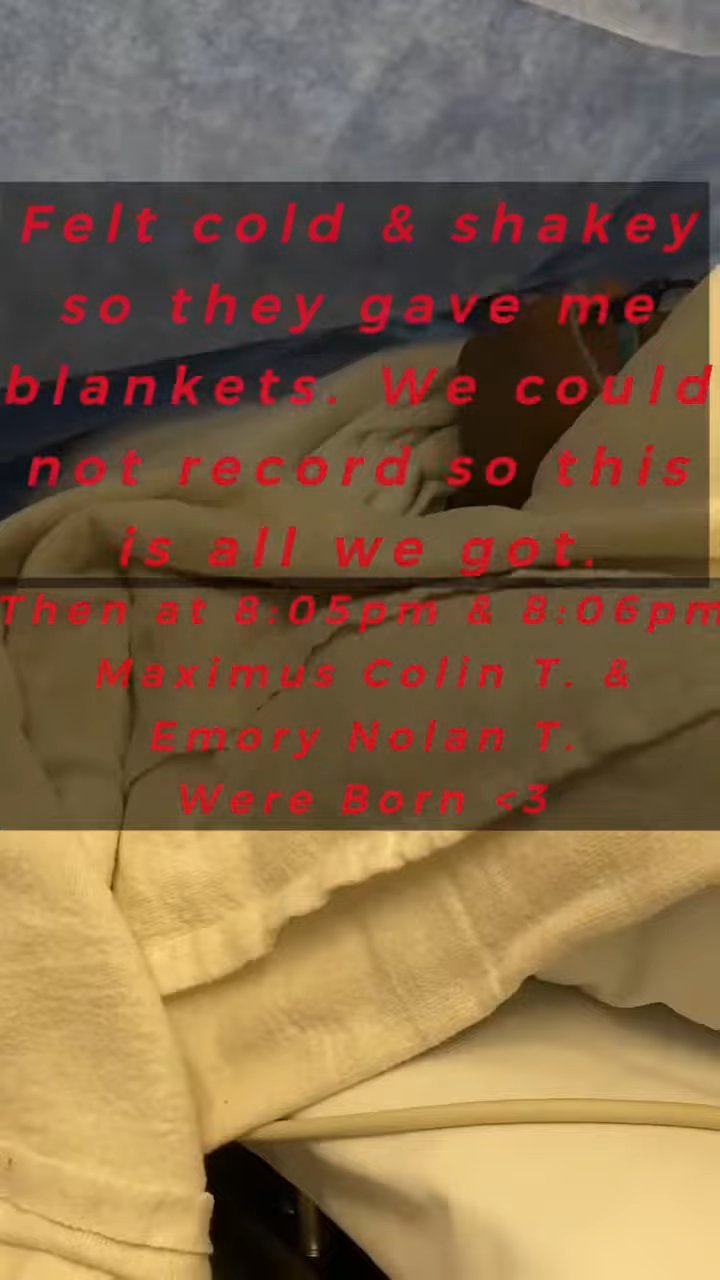 Felt cold & shakey
so they gave me
blankets. We could
not record so this
is all we got.
Then at 8:05pm & 8:06pm
Maximus Colin T. &
Emory Nolan T.
Were Born <3